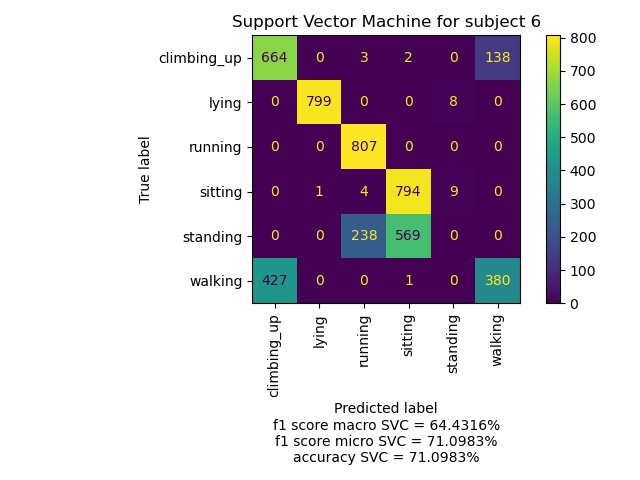 Support Vector Machine for subject 6
True label
climbing_up 664 0 3 2 0 138
lying 0 799 0 0 8 0
running 0 0 807 0 0 0
sitting 0 1 4 794 9 0
standing 0 0 238 569 0 0
walking 427 0 0 1 0 380
climbing_up lying running sitting standing walking
Predicted label
f1 score macro SVC = 64.4316%
f1 score micro SVC = 71.0983%
accuracy SVC = 71.0983%
800
700
600
500
400
300
200
100
0